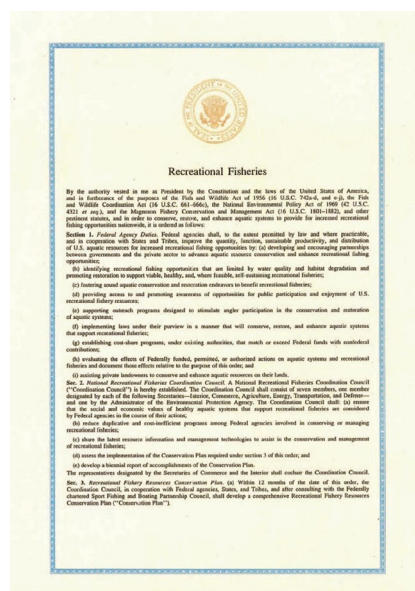 SEAL OF THE PRESIDENT OF THE UNITED STATES
Recreational Fisheries
By the authority vested in me as President by the Constitution and the laws of the United States of America,
and in furtherance of the purposes of the Fish and Wildlife Act of 1956 (16 U.S.C. 742a-d, and e-j), the Fish
and Wildlife Coordination Act (16 U.S.C. 661-666c), the National Environmental Policy Act of 1969 (42 U.S.C.
4321 et seq.), and the Magnuson Fishery Conservation and Management Act (16 U.S.C. 1801-1882), and other
pertinent statutes, and in order to conserve, restore, and enhance aquatic systems to provide for increased recreational
fishing opportunities nationwide, it is ordered as follows:
Section 1. Federal Agency Duties. Federal agencies shall, to the extent permitted by law and where practicable,
and in cooperation with States and Tribes, improve the quantity, function, sustainable productivity, and distribution
of U.S. aquatic resources for increased recreational fishing opportunities by: (a) developing and encouraging partnerships
between governments and the private sector to advance aquatic resource conservation and enhance recreational fishing
opportunities;
(b) identifying recreational fishing opportunities that are limited by water quality and habitat degradation and
promoting restoration to support viable, healthy, and, where feasible, self-sustaining recreational fisheries;
(c) fostering sound aquatic conservation and restoration endeavors to benefit recreational fisheries;
(d) providing access to and promoting awareness of opportunities for public participation and enjoyment of U.S.
recreational fishery resources;
(e) supporting outreach programs designed to stimulate angler participation in the conservation and restoration
of aquatic systems;
(f) implementing laws under their purview in a manner that will conserve, restore, and enhance aquatic systems
that support recreational fisheries;
(g) establishing cost-share programs, under existing authorities, that match or exceed Federal funds with nonfederal
contributions;
(h) evaluating the effects of Federally funded, permitted, or authorized actions on aquatic systems and recreational
fisheries and document those effects relative to the purpose of this order; and
(i) assisting private landowners to conserve and enhance aquatic resources on their lands.
Sec. 2. National Recreational Fisheries Coordination Council. A National Recreational Fisheries Coordination Council
("Coordination Council") is hereby established. The Coordination Council shall consist of seven members, one member
designated by each of the following Secretaries—Interior, Commerce, Agriculture, Energy, Transportation, and Defense—
and one by the Administrator of the Environmental Protection Agency. The Coordination Council shall: (a) ensure
that the social and economic values of healthy aquatic systems that support recreational fisheries are considered
by Federal agencies in the course of their actions;
(b) reduce duplicative and cost-inefficient programs among Federal agencies involved in conserving or managing
recreational fisheries;
(c) share the latest resource information and management technologies to assist in the conservation and management
of recreational fisheries;
(d) assess the implementation of the Conservation Plan required under section 3 of this order; and
(e) develop a biennial report of accomplishments of the Conservation Plan.
The representatives designated by the Secretaries of Commerce and the Interior shall cochair the Coordination Council.
Sec. 3. Recreational Fishery Resources Conservation Plan. (a) Within 12 months of the date of this order, the
Coordination Council, in cooperation with Federal agencies, States, and Tribes, and after consulting with the Federally
chartered Sport Fishing and Boating Partnership Council, shall develop a comprehensive Recreational Fishery Resources
Conservation Plan ("Conservation Plan").